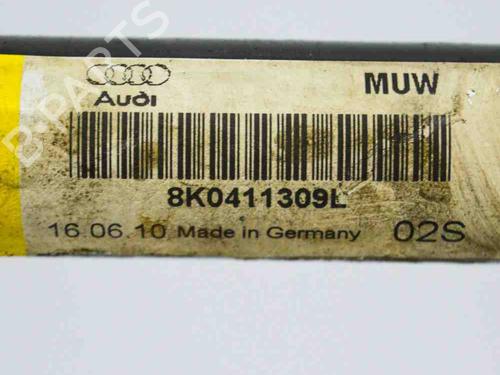 Audi
MUW
8K0411309L
16.06.10 Made in Germany 02S
B-PARTS